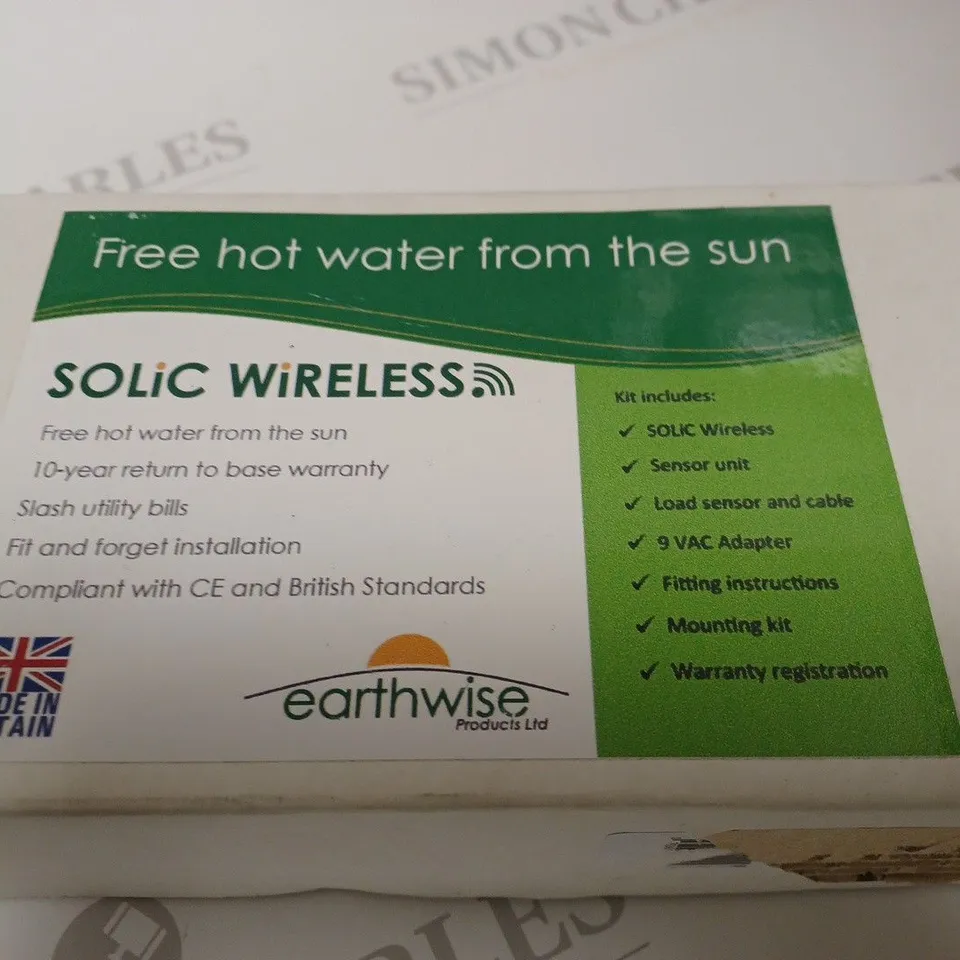 SIMON
ARLES
Free hot water from the sun
SOLiC WiRELESS
Free hot water from the sun
10-year return to base warranty
Slash utility bills
Fit and forget installation
Compliant with CE and British Standards
DE IN
TAIN
earthwise
Products Ltd
Kit includes:
✓ SOLiC Wireless
✓ Sensor unit
✓ Load sensor and cable
✓ 9 VAC Adapter
✓ Fitting instructions
✓ Mounting kit
✓ Warranty registration